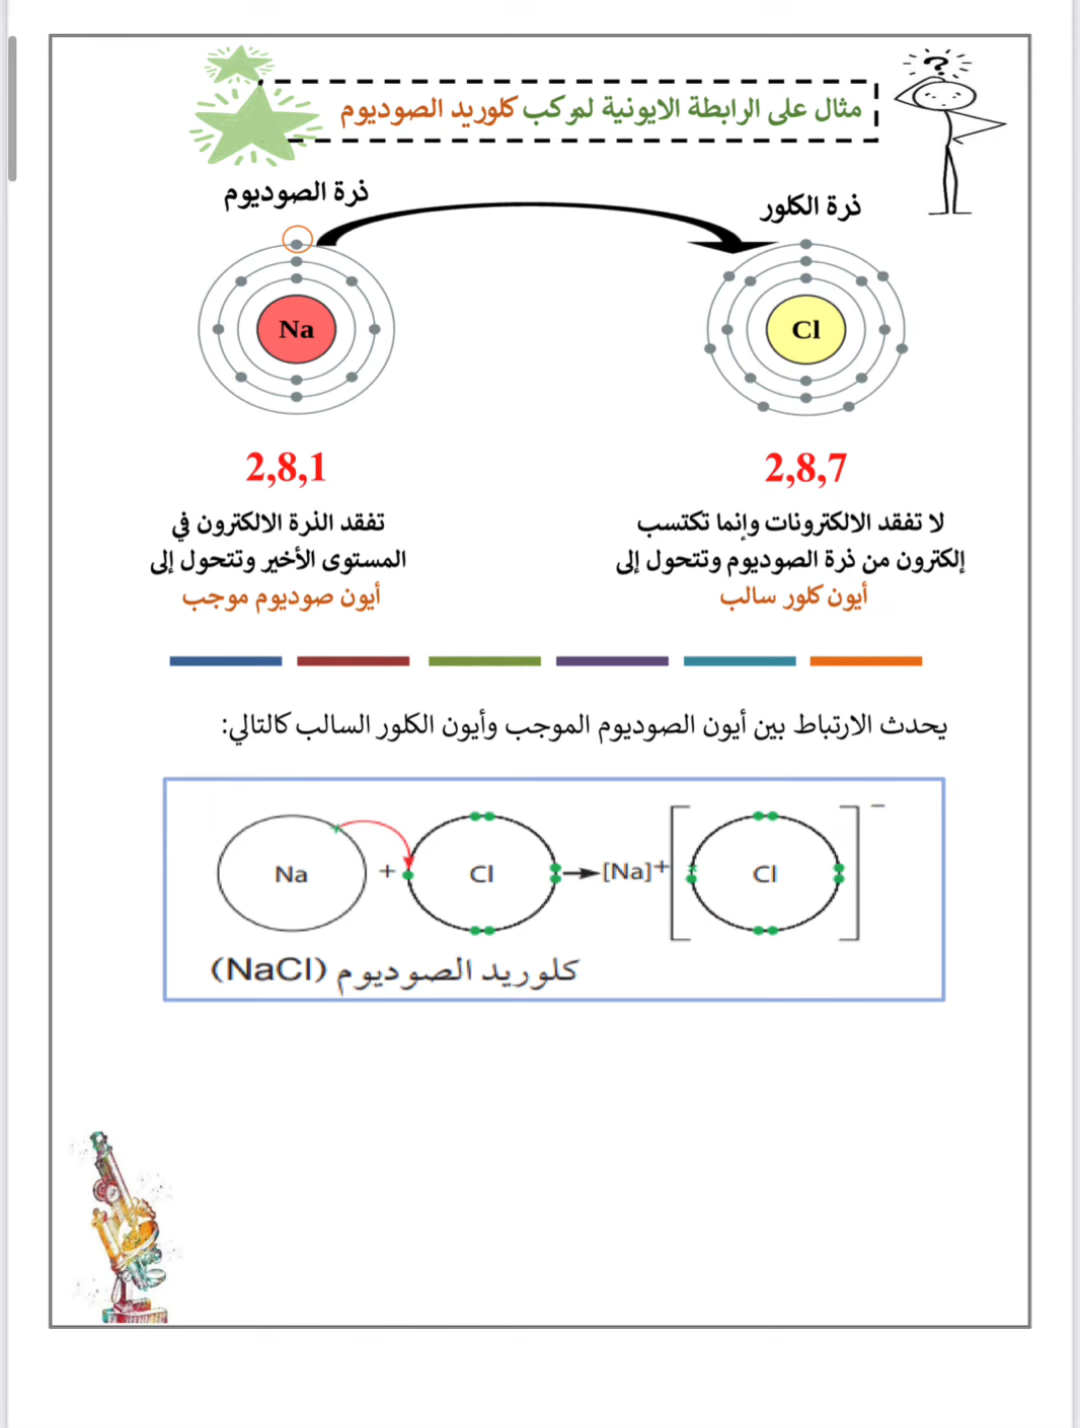 ?
مثال على الرابطة الايونية لمركب كلوريد الصوديوم
ذرة الكلور
ذرة الصوديوم
Cl
Na
2,8,7
2,8,1
لا تفقد الالكترونات وإنما تكتسب
إلكترون من ذرة الصوديوم وتتحول إلى
أيون كلور سالب
تفقد الذرة الالكترون في
المستوى الأخير وتتحول إلى
أيون صوديوم موجب
يحدث الارتباط بين أيون الصوديوم الموجب وأيون الكلور السالب كالتالي:
Na + Cl → [Na]+ [Cl]−
كلوريد الصوديوم (NaCl)